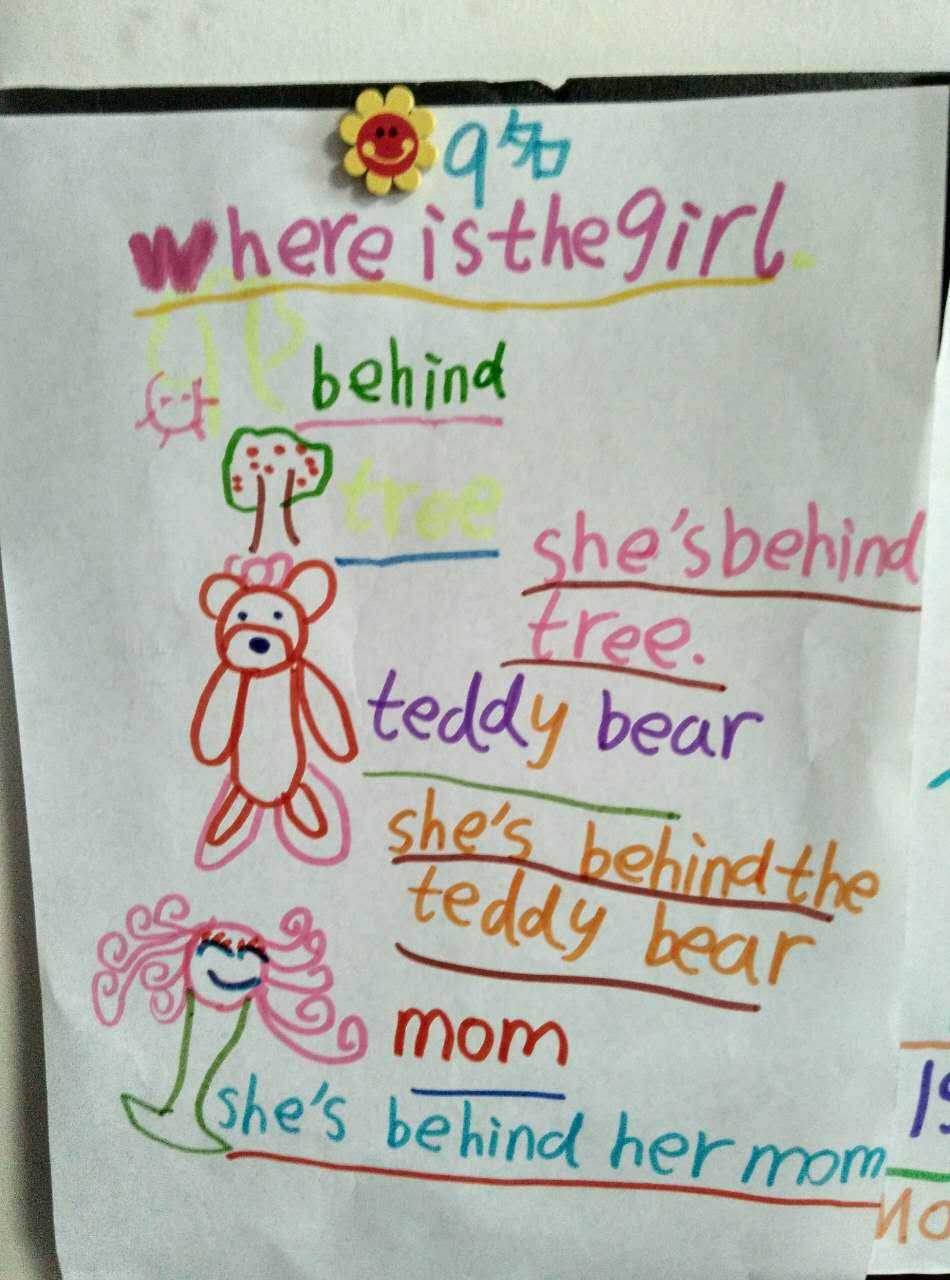 9知
where is the girl.
behind
tree
she's behind
tree.
teddy bear
she's behind the
teddy bear
mom
she's behind her mom
Is
no